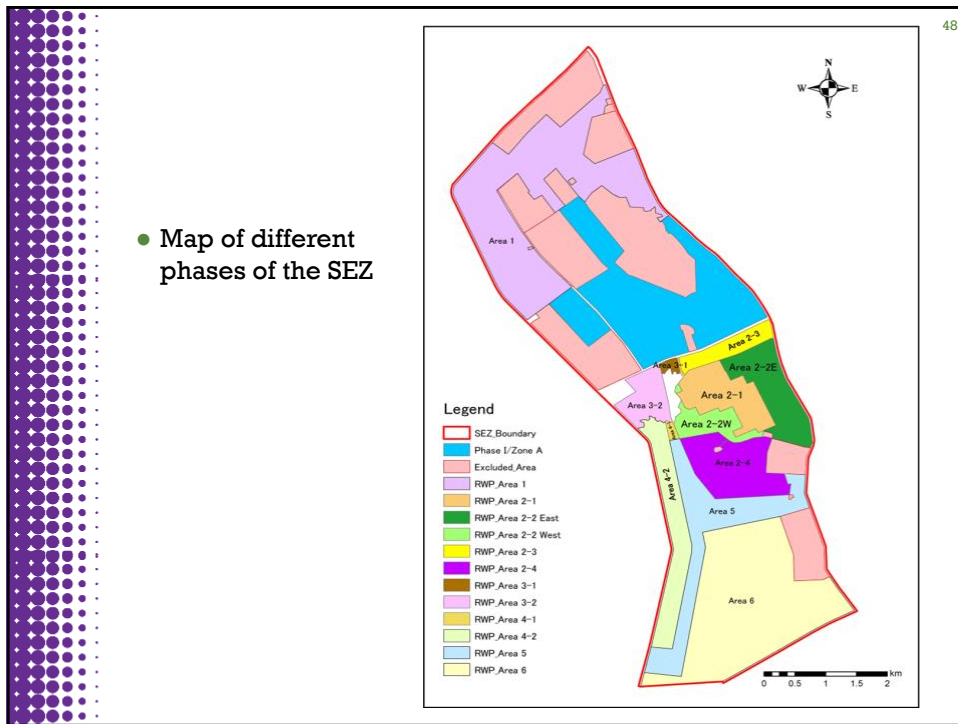 48
● Map of different
phases of the SEZ
N
W E
S
Area 1
Area 2-3
Area 3-1
Area 2-2E
Area 2-1
Area 3-2
Area 2-2W
Area 2-4
Area 4-2
Area 5
Area 6
Legend
SEZ_Boundary
Phase I/Zone A
Excluded_Area
RWP_Area 1
RWP_Area 2-1
RWP_Area 2-2 East
RWP_Area 2-2 West
RWP_Area 2-3
RWP_Area 2-4
RWP_Area 3-1
RWP_Area 3-2
RWP_Area 4-1
RWP_Area 4-2
RWP_Area 5
RWP_Area 6
km
0 0.5 1 1.5 2